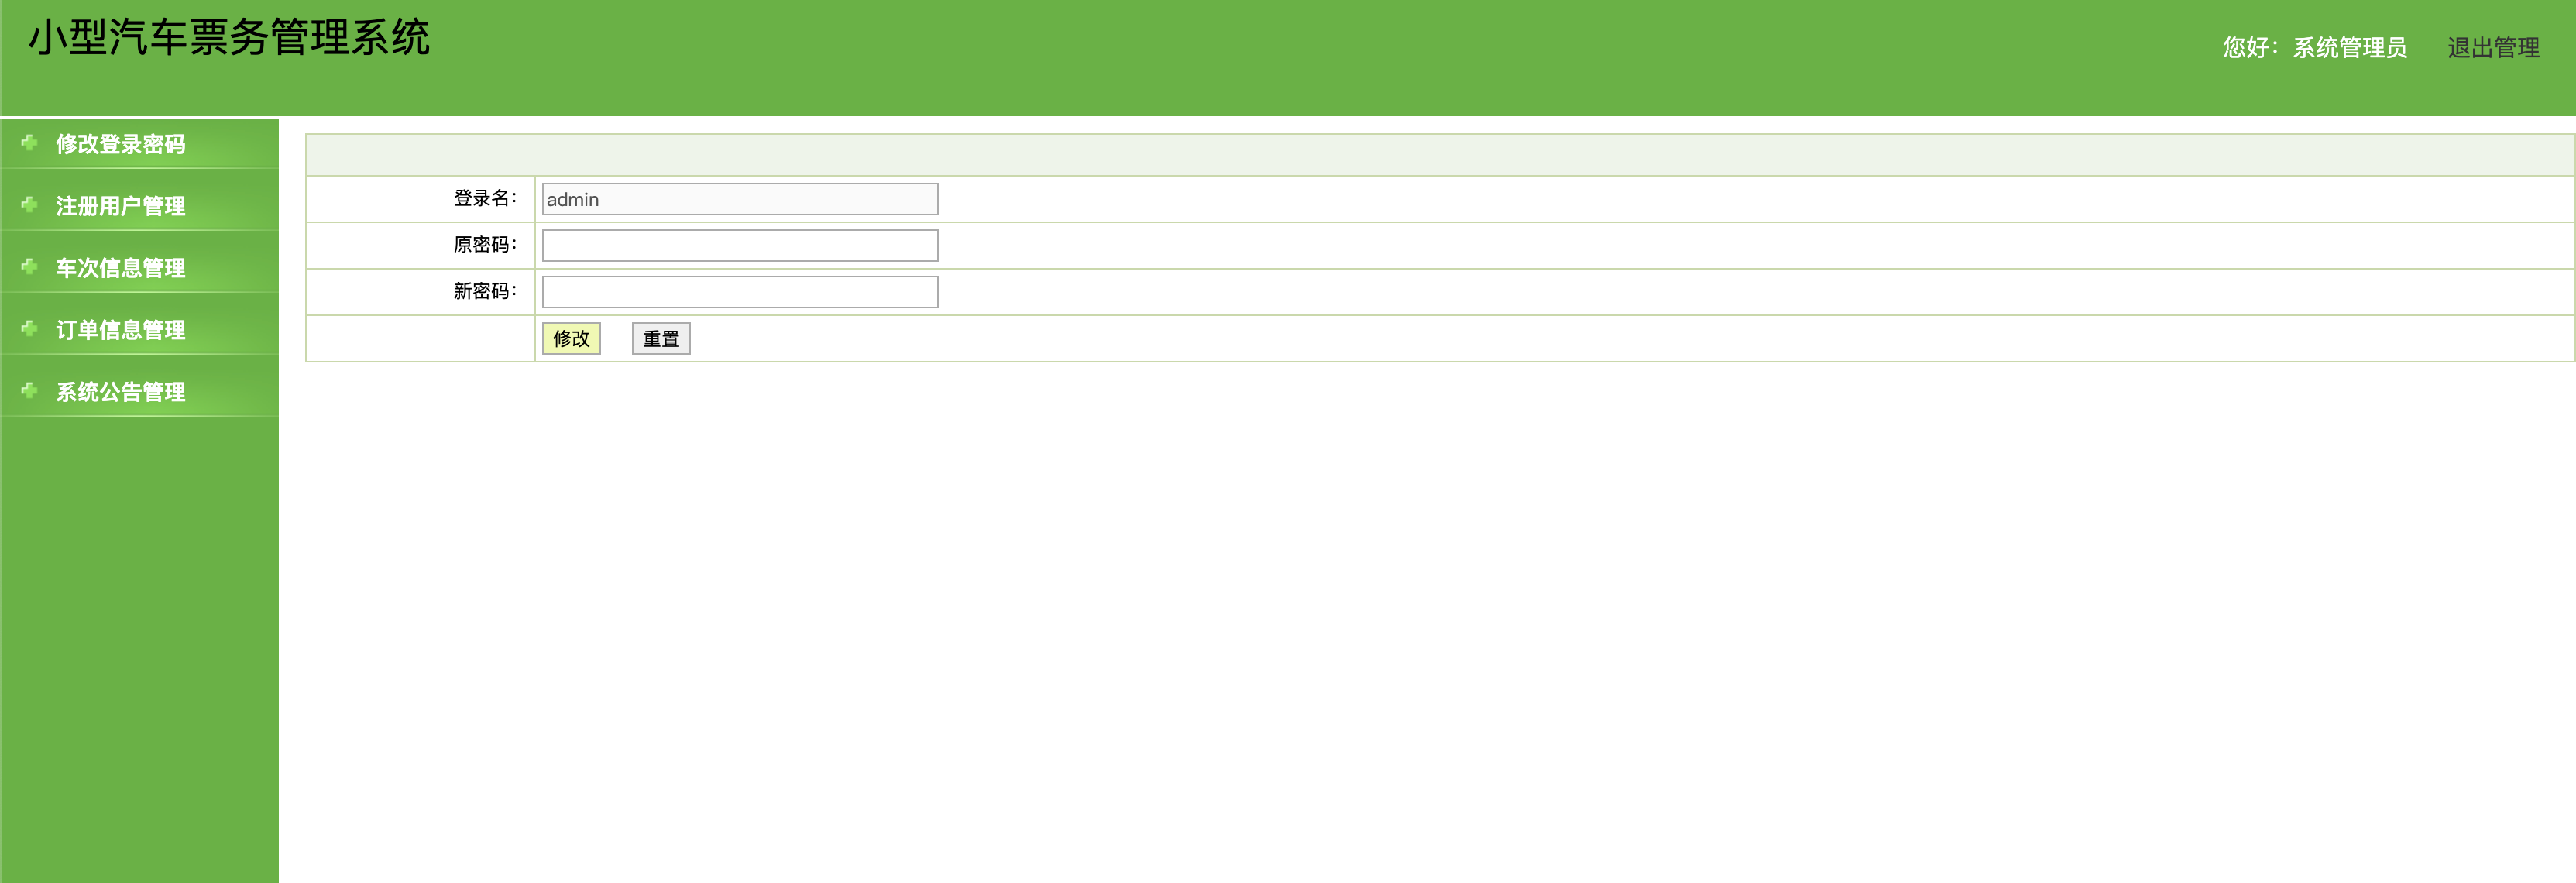 小型汽车票务管理系统
您好：系统管理员 退出管理
修改登录密码
注册用户管理
车次信息管理
订单信息管理
系统公告管理
登录名： admin
原密码：
新密码：
修改 重置